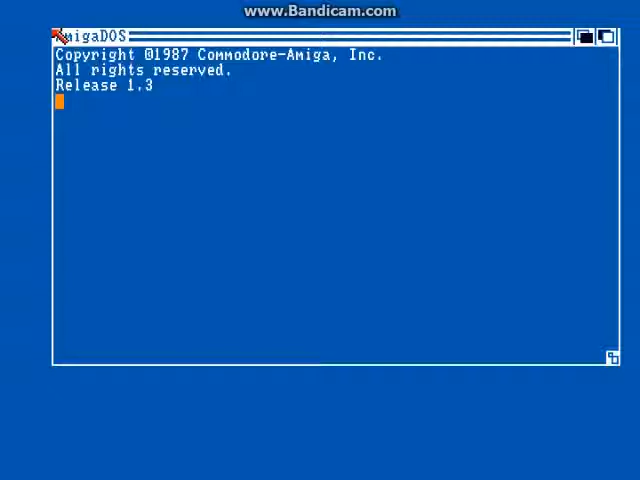 www.Bandicam.com
AmigaDOS
Copyright ©1987 Commodore-Amiga, Inc.
All rights reserved.
Release 1.3